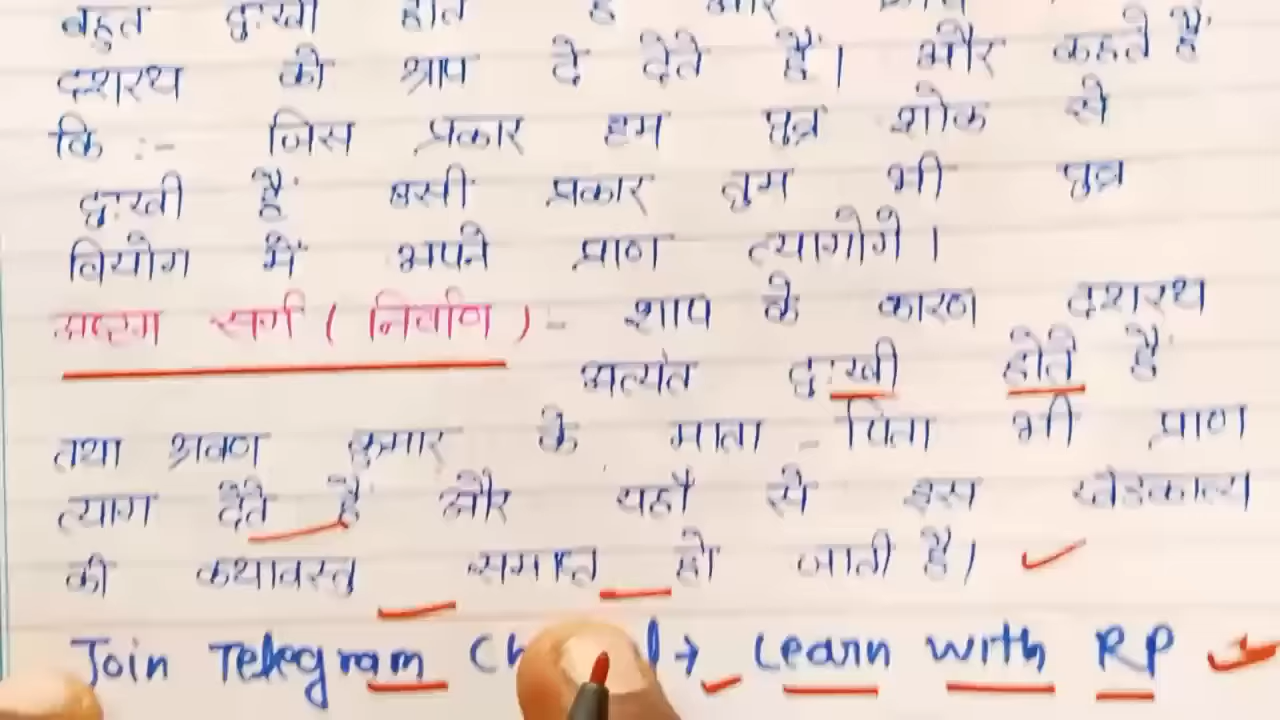 बहुत दुःखी होते है और
दशरथ को श्राप दे देते हैं। और कहते हैं
कि :- जिस प्रकार हम पुत्र शोक से
दुःखी हैं उसी प्रकार तुम भी पुत्र
वियोग में अपने प्राण त्यागोगे।
अष्टम सर्ग ( निर्वाण ) :- शाप के कारण दशरथ
अत्यंत दुःखी होते हैं
तथा श्रवण कुमार के माता - पिता भी प्राण
त्याग देते हैं और यहाँ से इस खंडकाव्य
की कथावस्तु समाप्त हो जाती है।
Join Telegram → Learn with RP